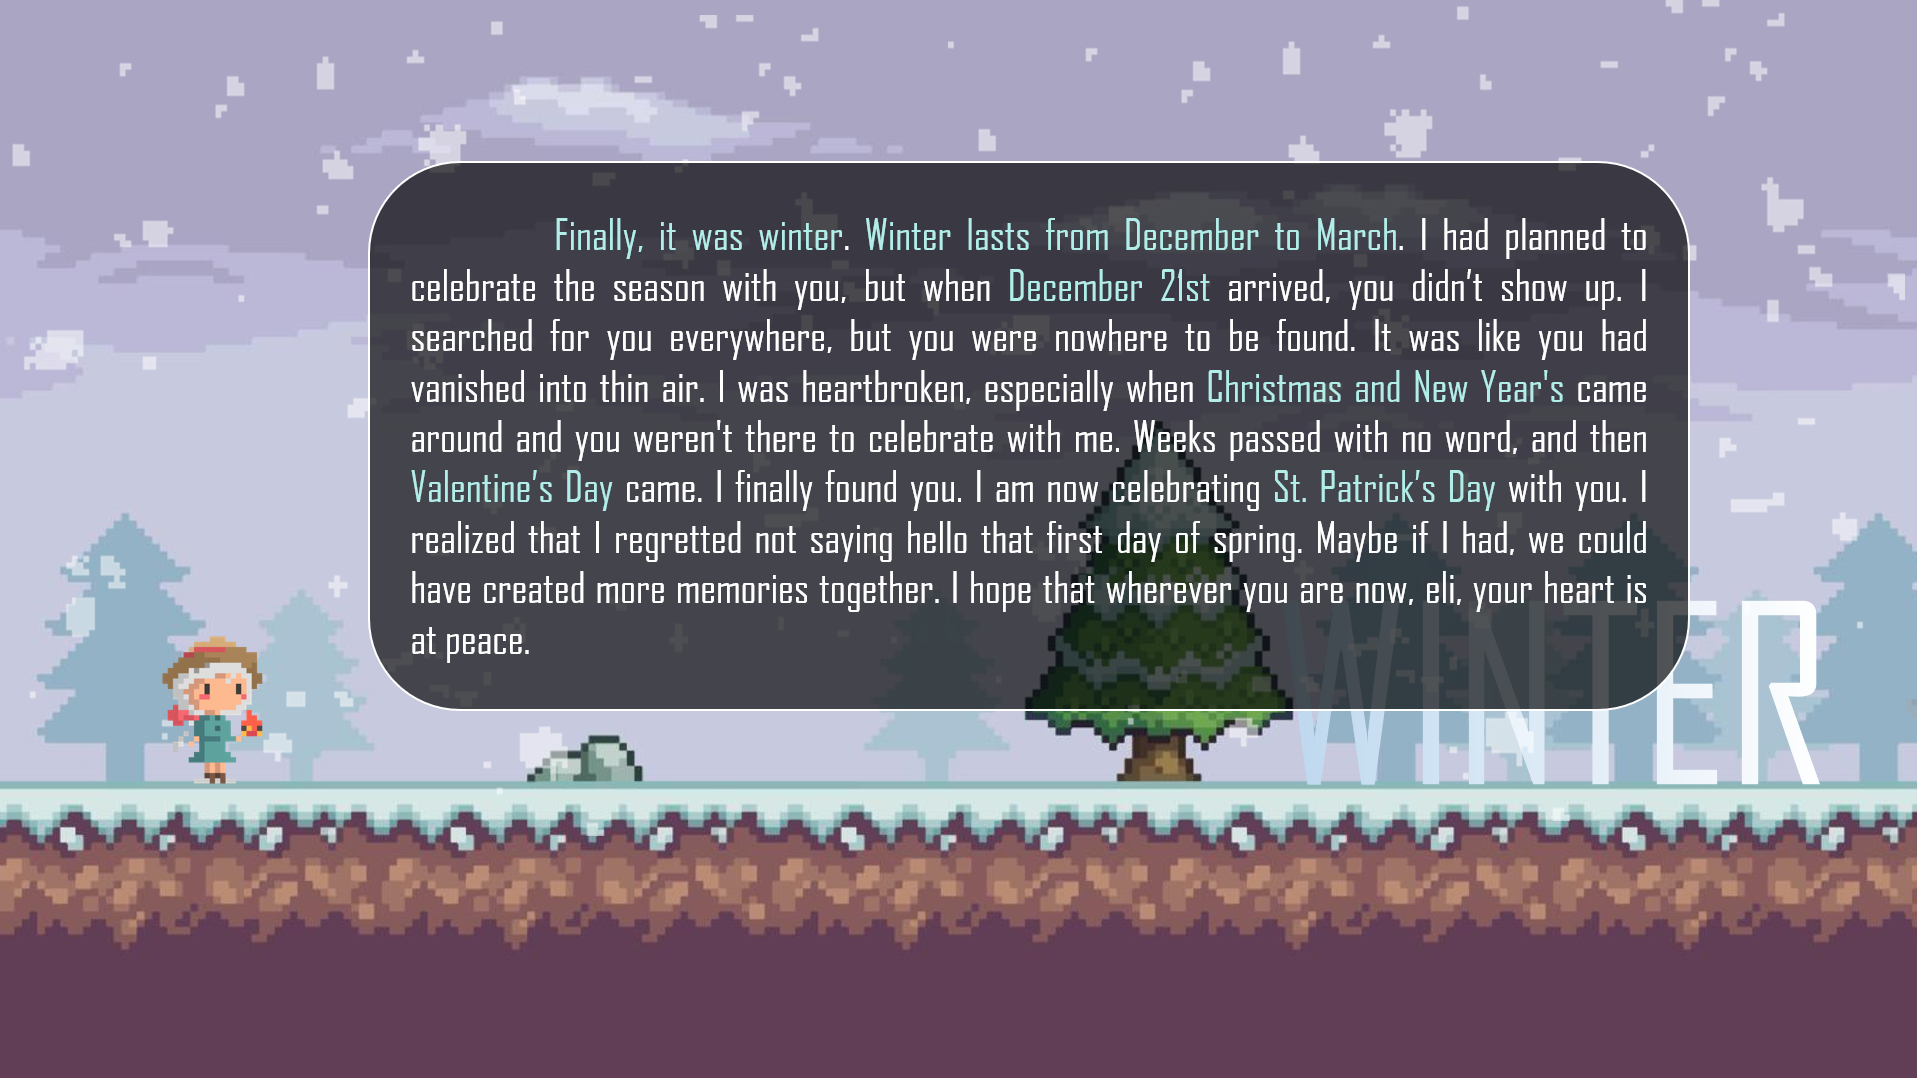 Finally, it was winter. Winter lasts from December to March. I had planned to
celebrate the season with you, but when December 21st arrived, you didn’t show up. I
searched for you everywhere, but you were nowhere to be found. It was like you had
vanished into thin air. I was heartbroken, especially when Christmas and New Year's came
around and you weren't there to celebrate with me. Weeks passed with no word, and then
Valentine’s Day came. I finally found you. I am now celebrating St. Patrick’s Day with you. I
realized that I regretted not saying hello that first day of spring. Maybe if I had, we could
have created more memories together. I hope that wherever you are now, eli, your heart is
at peace.
WINTER